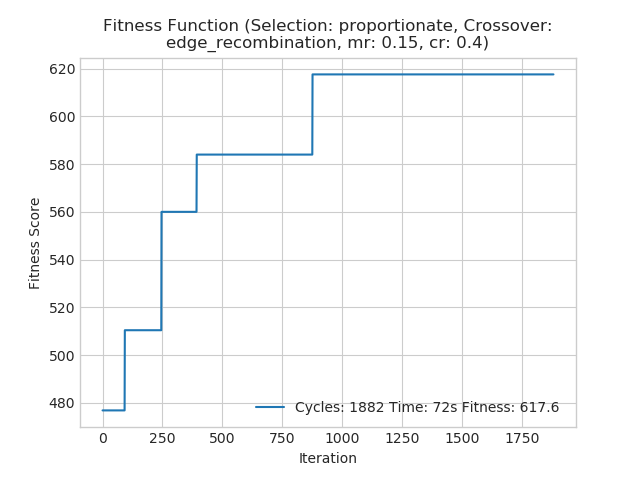 Fitness Function (Selection: proportionate, Crossover:
edge_recombination, mr: 0.15, cr: 0.4)
620
600
580
560
540
520
500
480
Fitness Score
Cycles: 1882 Time: 72s Fitness: 617.6
0 250 500 750 1000 1250 1500 1750
Iteration